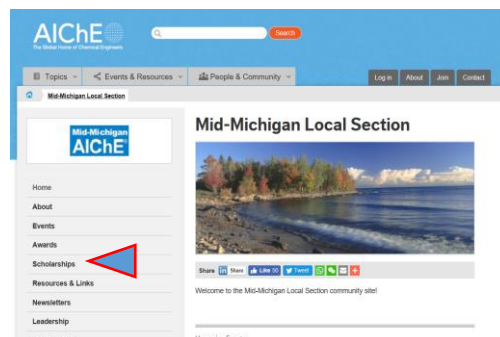 AIChE
The Global Home of Chemical Engineers
Search
Topics
Events & Resources
People & Community
Log in
About
Join
Contact
Mid-Michigan Local Section
Mid-Michigan
AIChE
Mid-Michigan Local Section
Home
About
Events
Awards
Scholarships
Resources & Links
Newsletters
Leadership
Share
Share
Like 50
Tweet
Welcome to the Mid-Michigan Local Section community site!